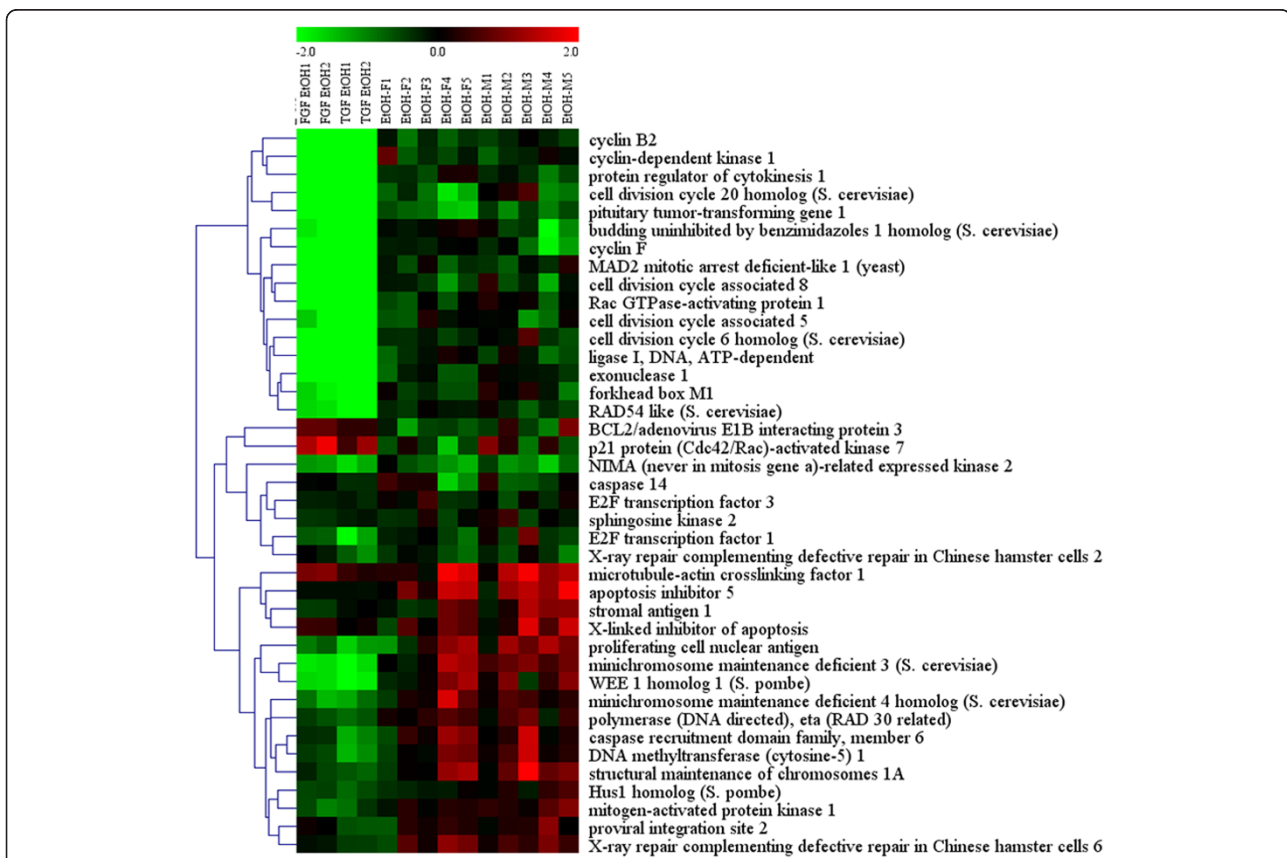 -2.0 0.0 2.0
FGF EtOH1
FGF EtOH2
TGF EtOH1
TGF EtOH2
EtOH-F1
EtOH-F2
EtOH-F3
EtOH-F4
EtOH-F5
EtOH-M1
EtOH-M2
EtOH-M3
EtOH-M4
EtOH-M5
cyclin B2
cyclin-dependent kinase 1
protein regulator of cytokinesis 1
cell division cycle 20 homolog (S. cerevisiae)
pituitary tumor-transforming gene 1
budding uninhibited by benzimidazoles 1 homolog (S. cerevisiae)
cyclin F
MAD2 mitotic arrest deficient-like 1 (yeast)
cell division cycle associated 8
Rac GTPase-activating protein 1
cell division cycle associated 5
cell division cycle 6 homolog (S. cerevisiae)
ligase I, DNA, ATP-dependent
exonuclease 1
forkhead box M1
RAD54 like (S. cerevisiae)
BCL2/adenovirus E1B interacting protein 3
p21 protein (Cdc42/Rac)-activated kinase 7
NIMA (never in mitosis gene a)-related expressed kinase 2
caspase 14
E2F transcription factor 3
sphingosine kinase 2
E2F transcription factor 1
X-ray repair complementing defective repair in Chinese hamster cells 2
microtubule-actin crosslinking factor 1
apoptosis inhibitor 5
stromal antigen 1
X-linked inhibitor of apoptosis
proliferating cell nuclear antigen
minichromosome maintenance deficient 3 (S. cerevisiae)
WEE 1 homolog 1 (S. pombe)
minichromosome maintenance deficient 4 homolog (S. cerevisiae)
polymerase (DNA directed), eta (RAD 30 related)
caspase recruitment domain family, member 6
DNA methyltransferase (cytosine-5) 1
structural maintenance of chromosomes 1A
Hus1 homolog (S. pombe)
mitogen-activated protein kinase 1
proviral integration site 2
X-ray repair complementing defective repair in Chinese hamster cells 6